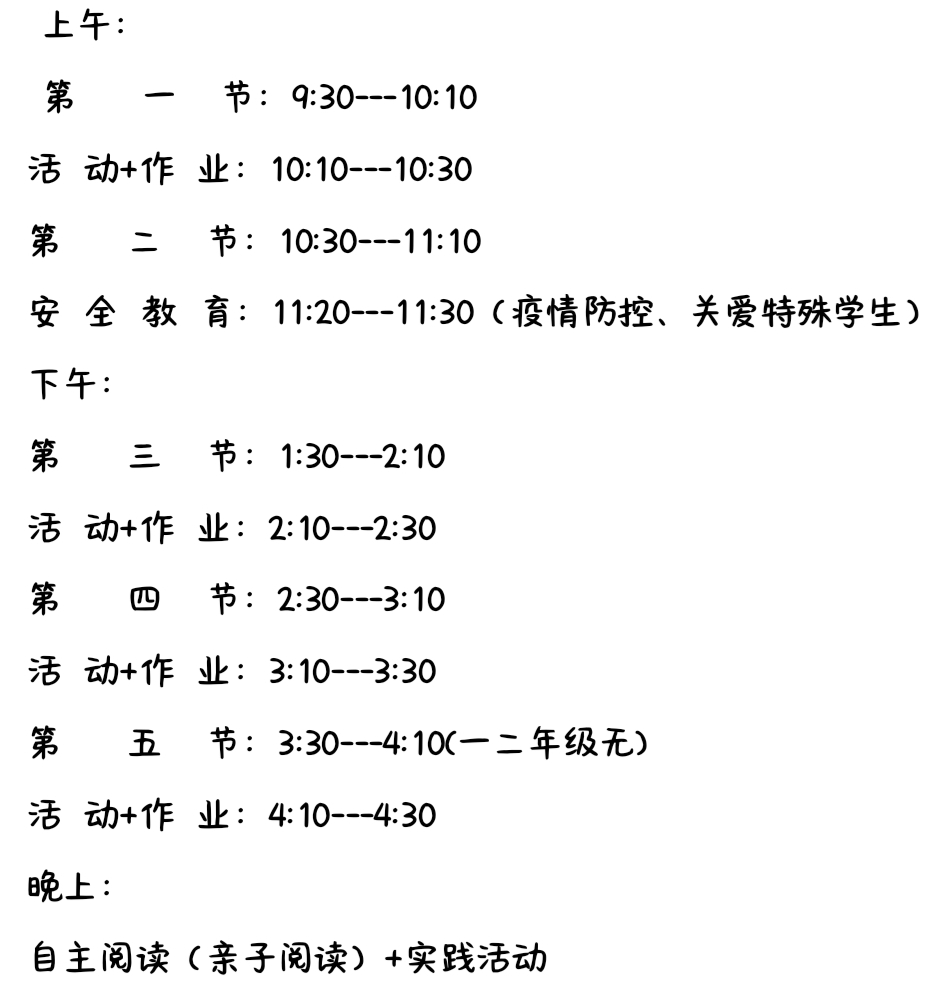 上午：
第 一 节：9:30---10:10
活 动+作 业：10:10---10:30
第 二 节：10:30---11:10
安 全 教 育：11:20---11:30（疫情防控、关爱特殊学生）
下午：
第 三 节：1:30---2:10
活 动+作 业：2:10---2:30
第 四 节：2:30---3:10
活 动+作 业：3:10---3:30
第 五 节：3:30---4:10(一二年级无)
活 动+作 业：4:10---4:30
晚上：
自主阅读（亲子阅读）+实践活动